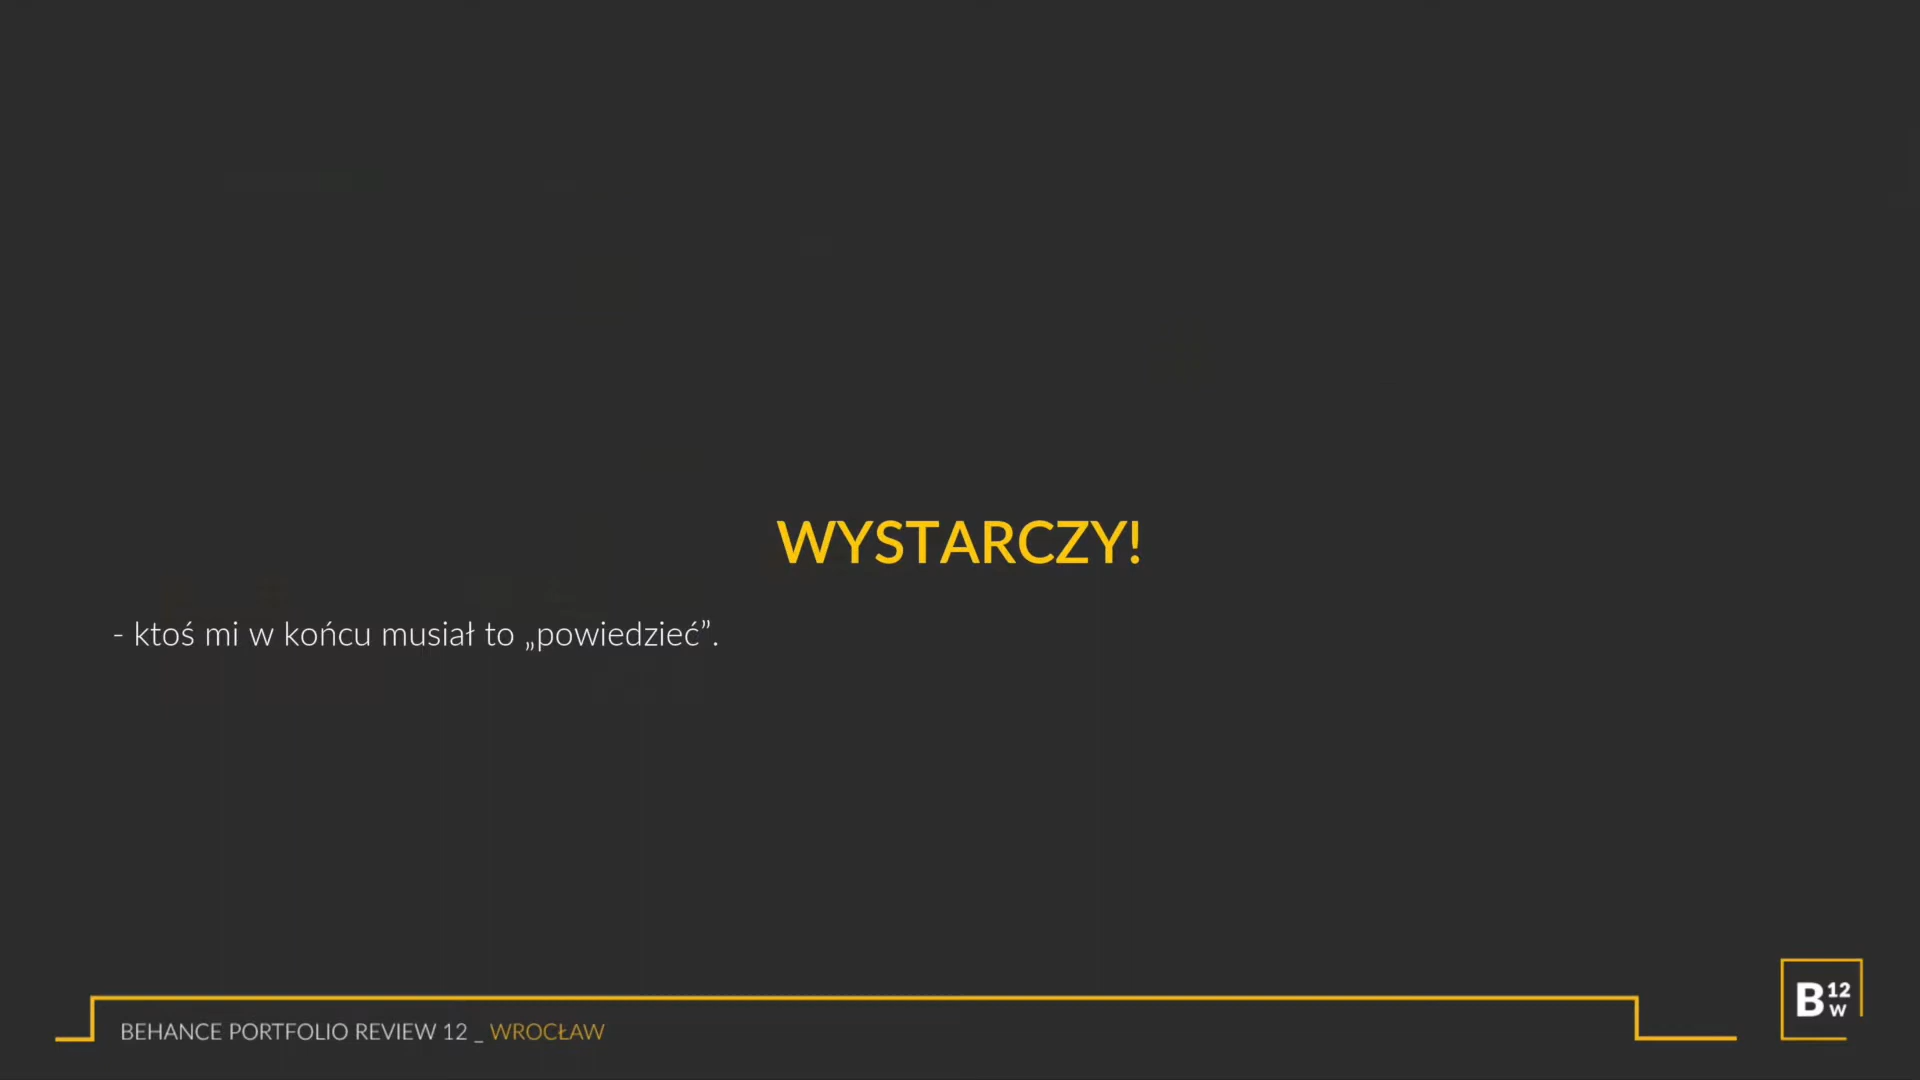 WYSTARCZY!
- ktoś mi w końcu musiał to „powiedzieć”.
BEHANCE PORTFOLIO REVIEW 12 _ WROCŁAW
B 12
W